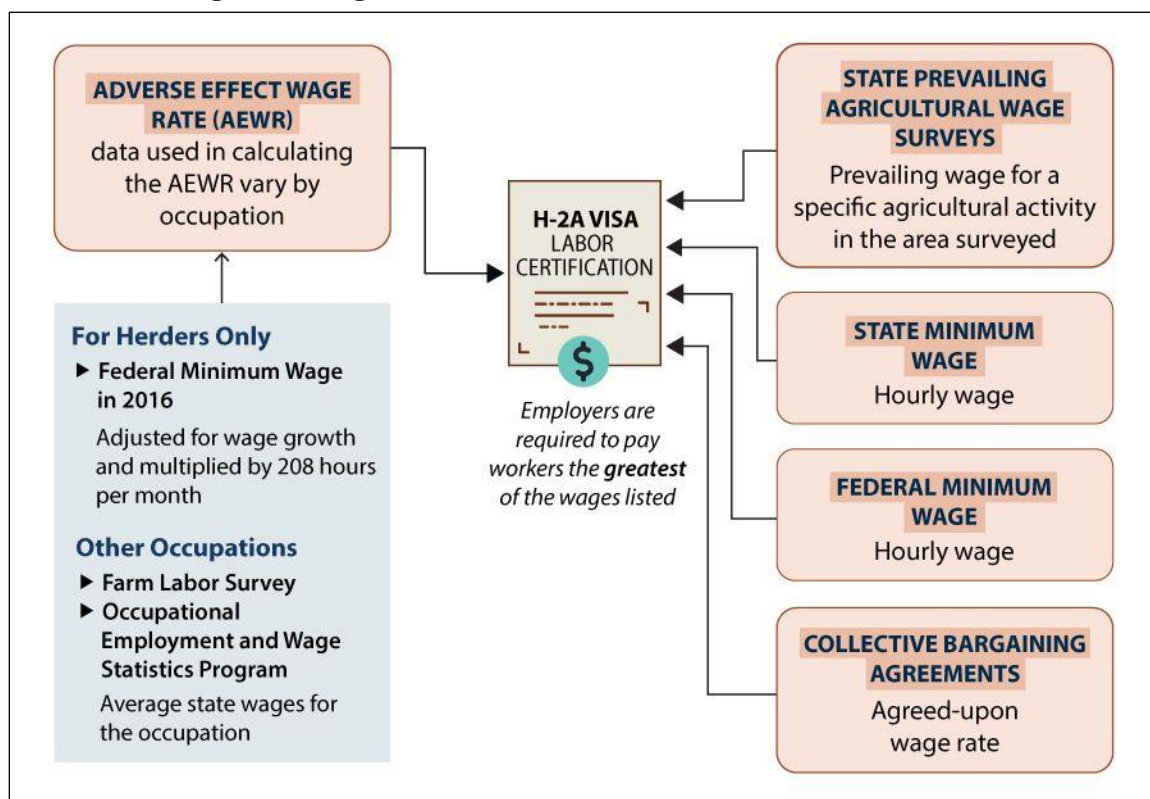 ADVERSE EFFECT WAGE
RATE (AEWR)
data used in calculating
the AEWR vary by
occupation
For Herders Only
▶ Federal Minimum Wage
in 2016
Adjusted for wage growth
and multiplied by 208 hours
per month
Other Occupations
▶ Farm Labor Survey
▶ Occupational
Employment and Wage
Statistics Program
Average state wages for
the occupation
H-2A VISA
LABOR
CERTIFICATION
$
Employers are
required to pay
workers the greatest
of the wages listed
STATE PREVAILING
AGRICULTURAL WAGE
SURVEYS
Prevailing wage for a
specific agricultural activity
in the area surveyed
STATE MINIMUM
WAGE
Hourly wage
FEDERAL MINIMUM
WAGE
Hourly wage
COLLECTIVE BARGAINING
AGREEMENTS
Agreed-upon
wage rate